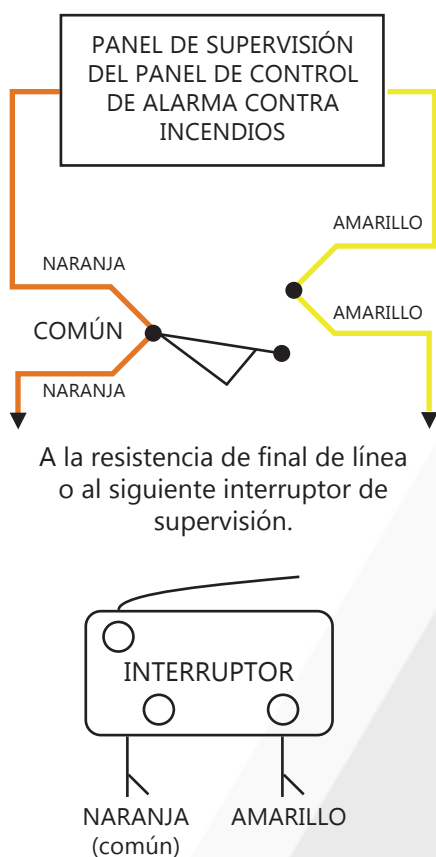 PANEL DE SUPERVISIÓN
DEL PANEL DE CONTROL
DE ALARMA CONTRA
INCENDIOS
AMARILLO
NARANJA
AMARILLO
COMÚN
NARANJA
A la resistencia de final de línea
o al siguiente interruptor de
supervisión.
INTERRUPTOR
NARANJA
(común)
AMARILLO